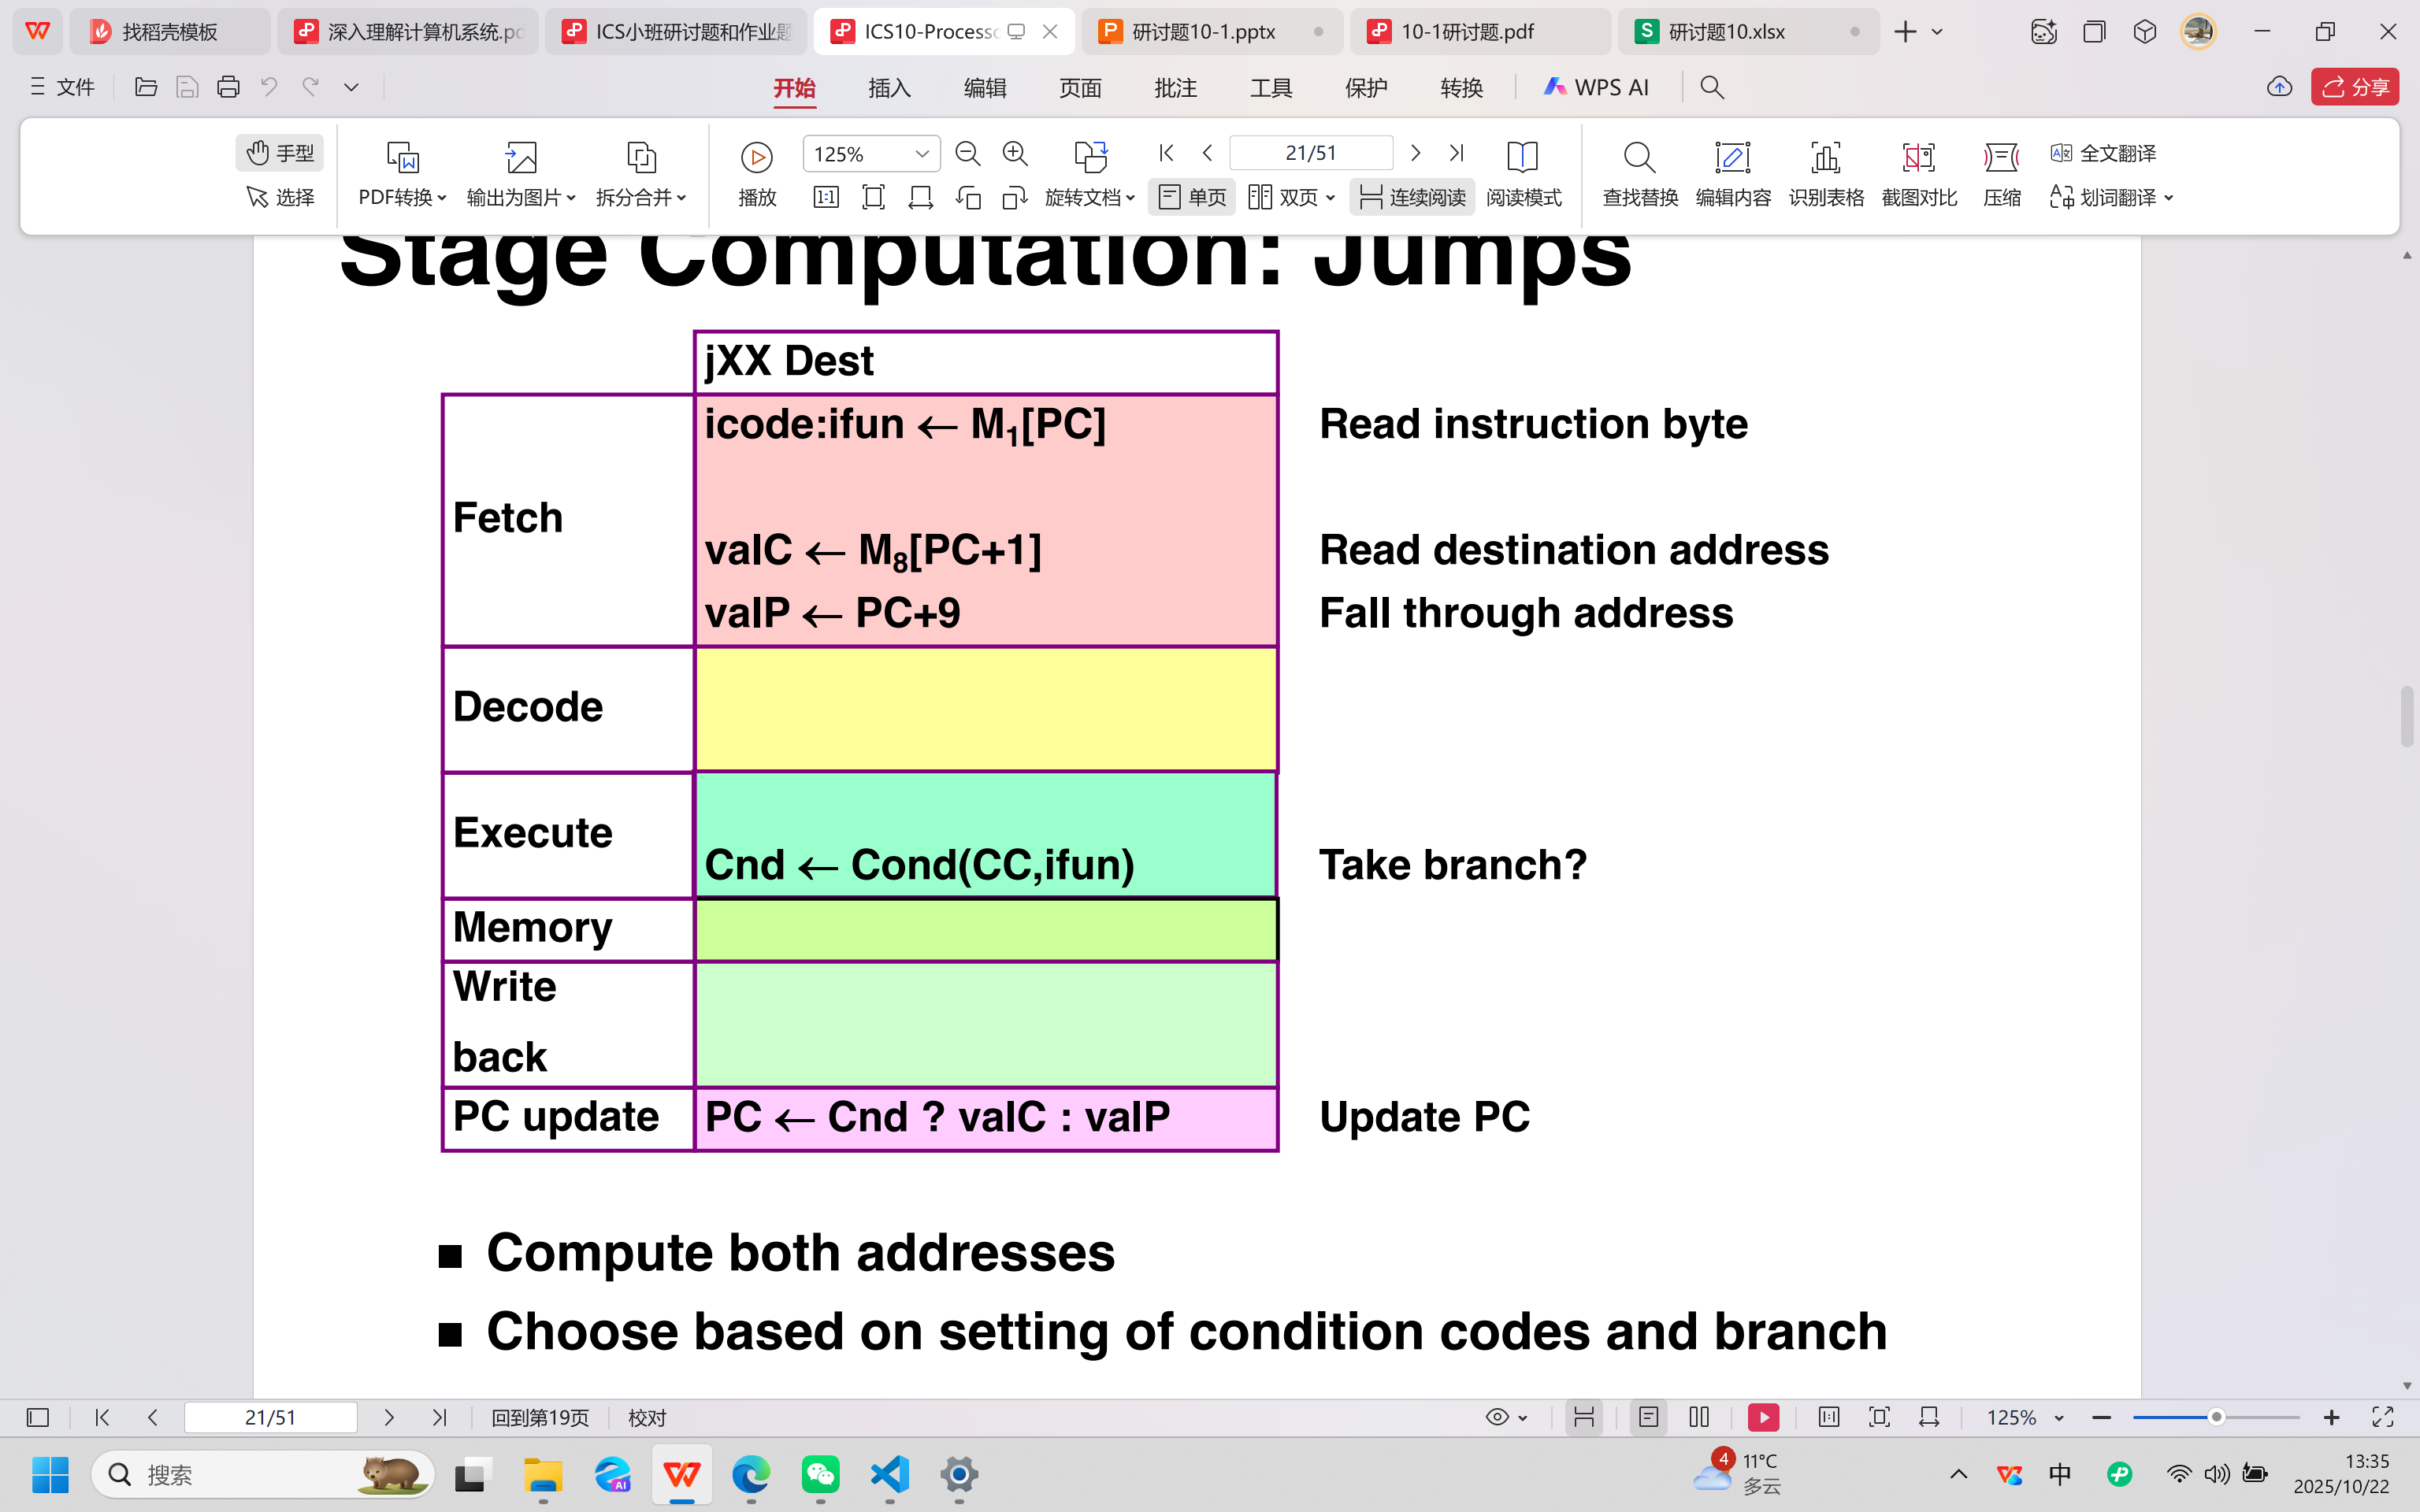 找稻壳模板
深入理解计算机系统.pd
ICS小班研讨题和作业题
ICS10-Processo
研讨题10-1.pptx
10-1研讨题.pdf
研讨题10.xlsx
文件
开始
插入
编辑
页面
批注
工具
保护
转换
WPS AI
分享
手型
选择
PDF转换
输出为图片
拆分合并
播放
125%
旋转文档
21/51
单页
双页
连续阅读
阅读模式
查找替换
编辑内容
识别表格
截图对比
压缩
全文翻译
划词翻译
Stage Computation: Jumps
jXX Dest
Fetch
icode:ifun ← M1[PC]
Read instruction byte
valC ← M8[PC+1]
Read destination address
valP ← PC+9
Fall through address
Decode
Execute
Cnd ← Cond(CC,ifun)
Take branch?
Memory
Write
back
PC update
PC ← Cnd ? valC : valP
Update PC
■ Compute both addresses
■ Choose based on setting of condition codes and branch
21/51
回到第19页
校对
125%
搜索
AI
4
11°C
多云
中
13:35
2025/10/22